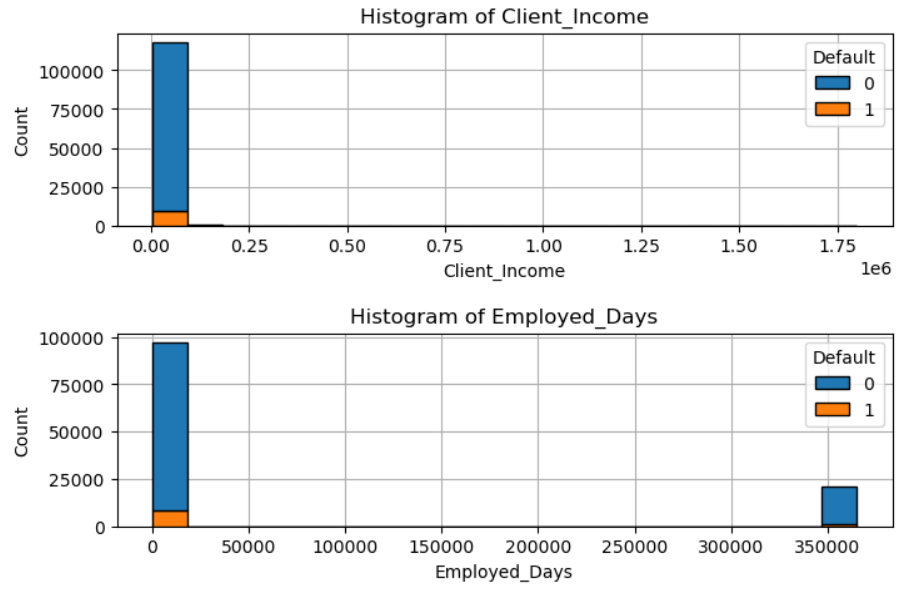 Histogram of Client_Income
Default
0
1
100000
75000
50000
25000
0
Count
0.00 0.25 0.50 0.75 1.00 1.25 1.50 1.75
1e6
Client_Income
Histogram of Employed_Days
Default
0
1
100000
75000
50000
25000
0
Count
0 50000 100000 150000 200000 250000 300000 350000
Employed_Days